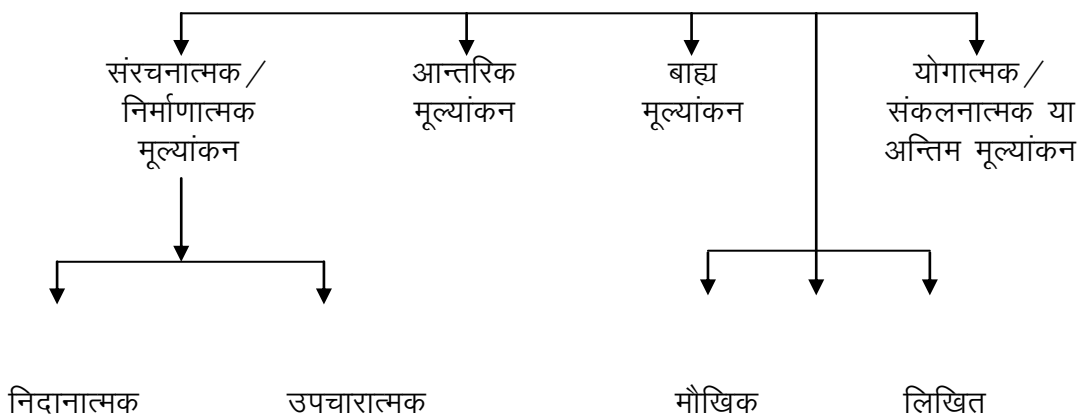 संरचनात्मक /
निर्माणात्मक
मूल्यांकन
आन्तरिक
मूल्यांकन
बाह्य
मूल्यांकन
योगात्मक /
संकलनात्मक या
अन्तिम मूल्यांकन
निदानात्मक
उपचारात्मक
मौखिक
लिखित